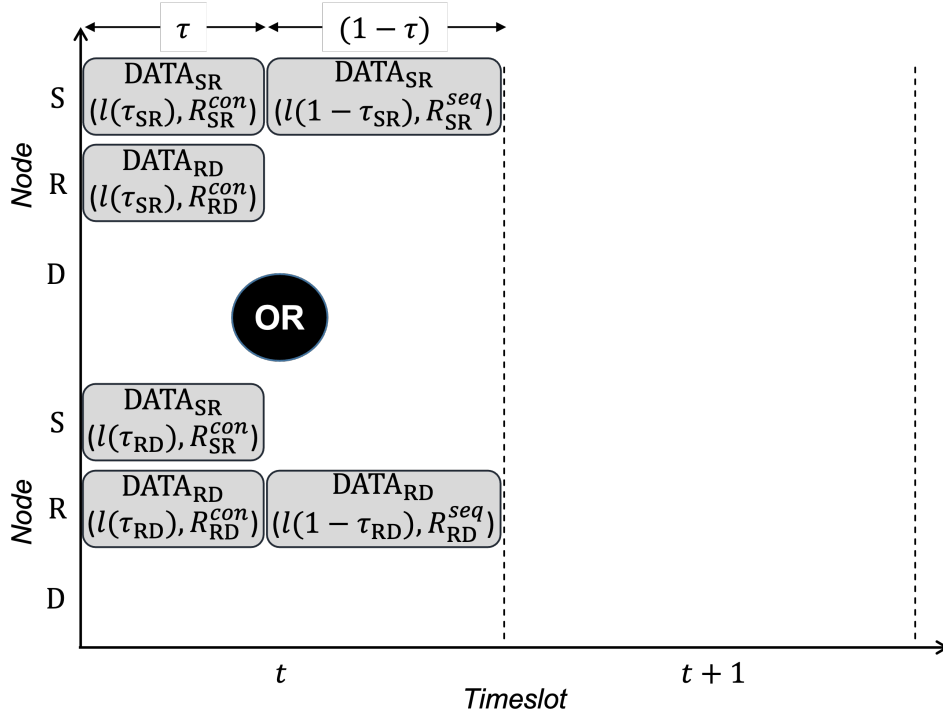 τ (1 − τ)
S
DATA_SR
(l(τ_SR), R_SR^con)
DATA_SR
(l(1 − τ_SR), R_SR^seq)
Node
R
DATA_RD
(l(τ_SR), R_RD^con)
D
OR
S
DATA_SR
(l(τ_RD), R_SR^con)
Node
R
DATA_RD
(l(τ_RD), R_RD^con)
DATA_RD
(l(1 − τ_RD), R_RD^seq)
D
t t + 1
Timeslot